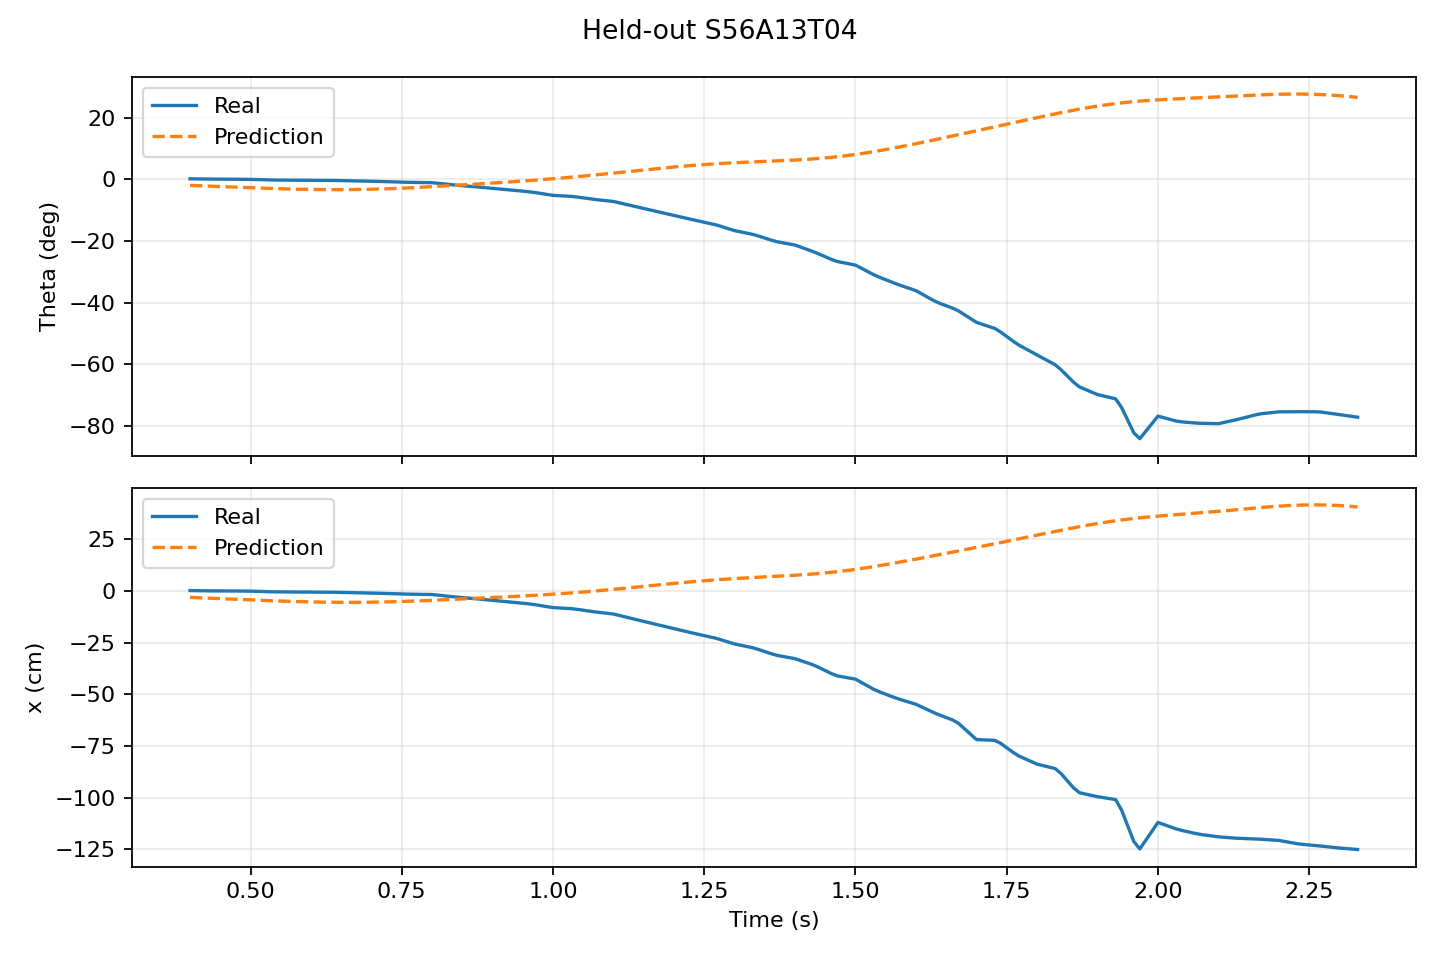 Held-out S56A13T04
Real
Prediction
20
0
−20
−40
−60
−80
Theta (deg)
Real
Prediction
25
0
−25
−50
−75
−100
−125
x (cm)
0.50 0.75 1.00 1.25 1.50 1.75 2.00 2.25
Time (s)